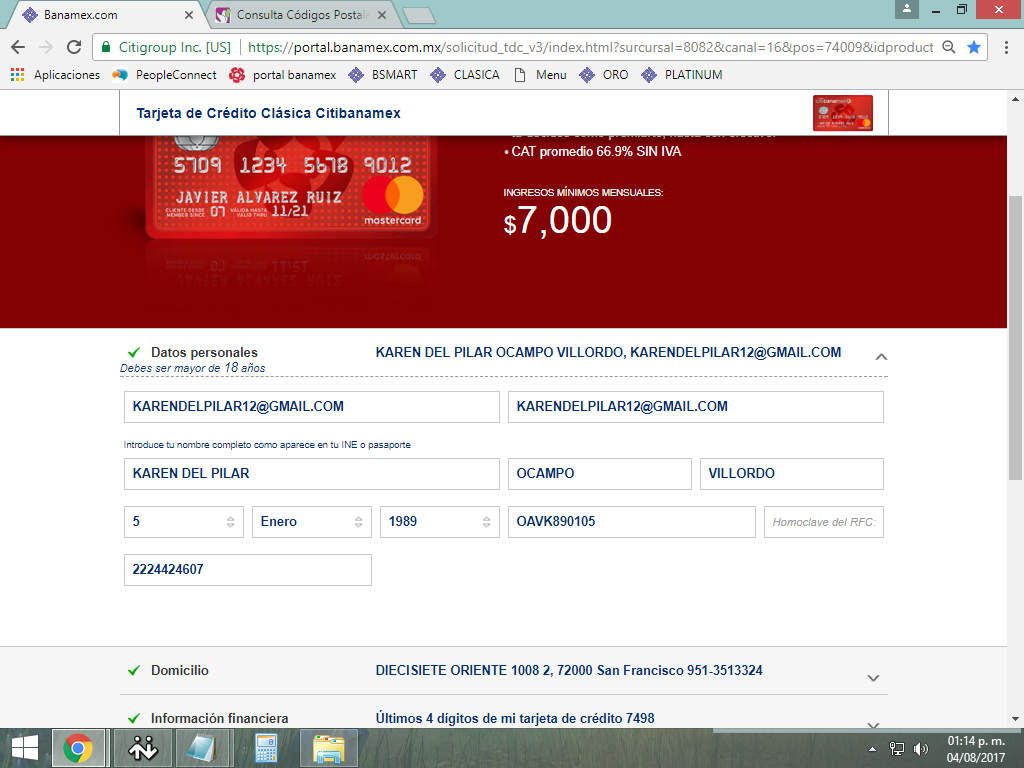 Banamex.com
Consulta Códigos Postale
Citigroup Inc. [US]
https://portal.banamex.com.mx/solicitud_tdc_v3/index.html?surcursal=8082&canal=16&pos=74009&idproduct
Aplicaciones PeopleConnect portal banamex BSMART CLASICA Menu ORO PLATINUM
Tarjeta de Crédito Clásica Citibanamex
• CAT promedio 66.9% SIN IVA
5709 1234 5678 9012
JAVIER ALVAREZ RUIZ
CLIENTE DESDE MEMBER SINCE 07 VÁLIDA HASTA VALID THRU 11/21
mastercard
INGRESOS MÍNIMOS MENSUALES:
$7,000
Datos personales KAREN DEL PILAR OCAMPO VILLORDO, KARENDELPILAR12@GMAIL.COM
Debes ser mayor de 18 años
KARENDELPILAR12@GMAIL.COM KARENDELPILAR12@GMAIL.COM
Introduce tu nombre completo como aparece en tu INE o pasaporte
KAREN DEL PILAR OCAMPO VILLORDO
5 Enero 1989 OAVK890105 Homoclave del RFC:
2224424607
Domicilio DIECISIETE ORIENTE 1008 2, 72000 San Francisco 951-3513324
Información financiera Últimos 4 dígitos de mi tarjeta de crédito 7498
01:14 p. m.
04/08/2017